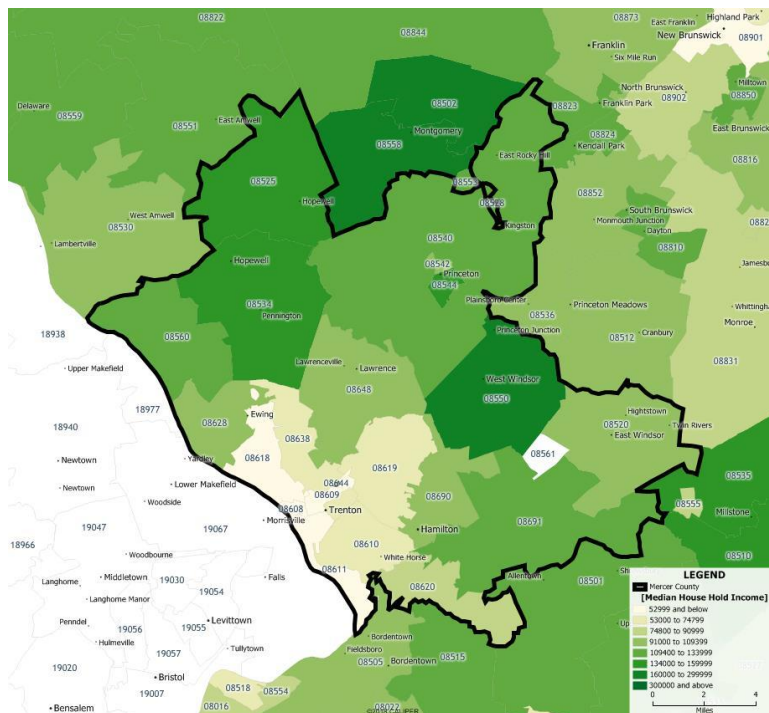 08822
08844
08873
East Franklin
Highland Park
New Brunswick
08901
Franklin
Six Mile Run
North Brunswick
08902
Milltown
08850
Delaware
08559
08551
East Amwell
08502
Montgomery
08558
08823
Franklin Park
08824
Kendall Park
East Brunswick
08816
East Rocky Hill
08525
08553
08528
Hopewell
Kingston
08852
South Brunswick
Monmouth Junction
Dayton
08810
West Amwell
08530
Lambertville
08540
08542
Princeton
08544
Hopewell
08534
Pennington
Plainsboro Center
08536
Princeton Meadows
Princeton Junction
Cranbury
08512
Monroe
08831
18938
08560
Upper Makefield
Lawrenceville
Lawrence
08648
West Windsor
08550
18977
18940
08628
Ewing
08638
08618
Hightstown
08520
Twin Rivers
East Windsor
08561
Newtown
Newtown
Yardley
Lower Makefield
Woodside
08619
08644
08609
08608
Trenton
Morrisville
08690
Hamilton
08691
08535
08555
Millstone
08510
19047
19067
18966
Woodbourne
08610
White Horse
08611
08620
Allentown
08501
Langhorne Manor
Middletown
19030
19054
Falls
Penndel
19056
Hulmeville
19055
Levittown
Tullytown
19057
19020
19007
Bristol
Bensalem
Bordentown
Fieldsboro
08505
Bordentown
08515
08518
08554
08016
08022
LEGEND
Mercer County
[Median House Hold Income]
52999 and below
53000 to 74799
74800 to 90999
91000 to 109399
109400 to 133999
134000 to 159999
160000 to 299999
300000 and above
0 2 4
Miles